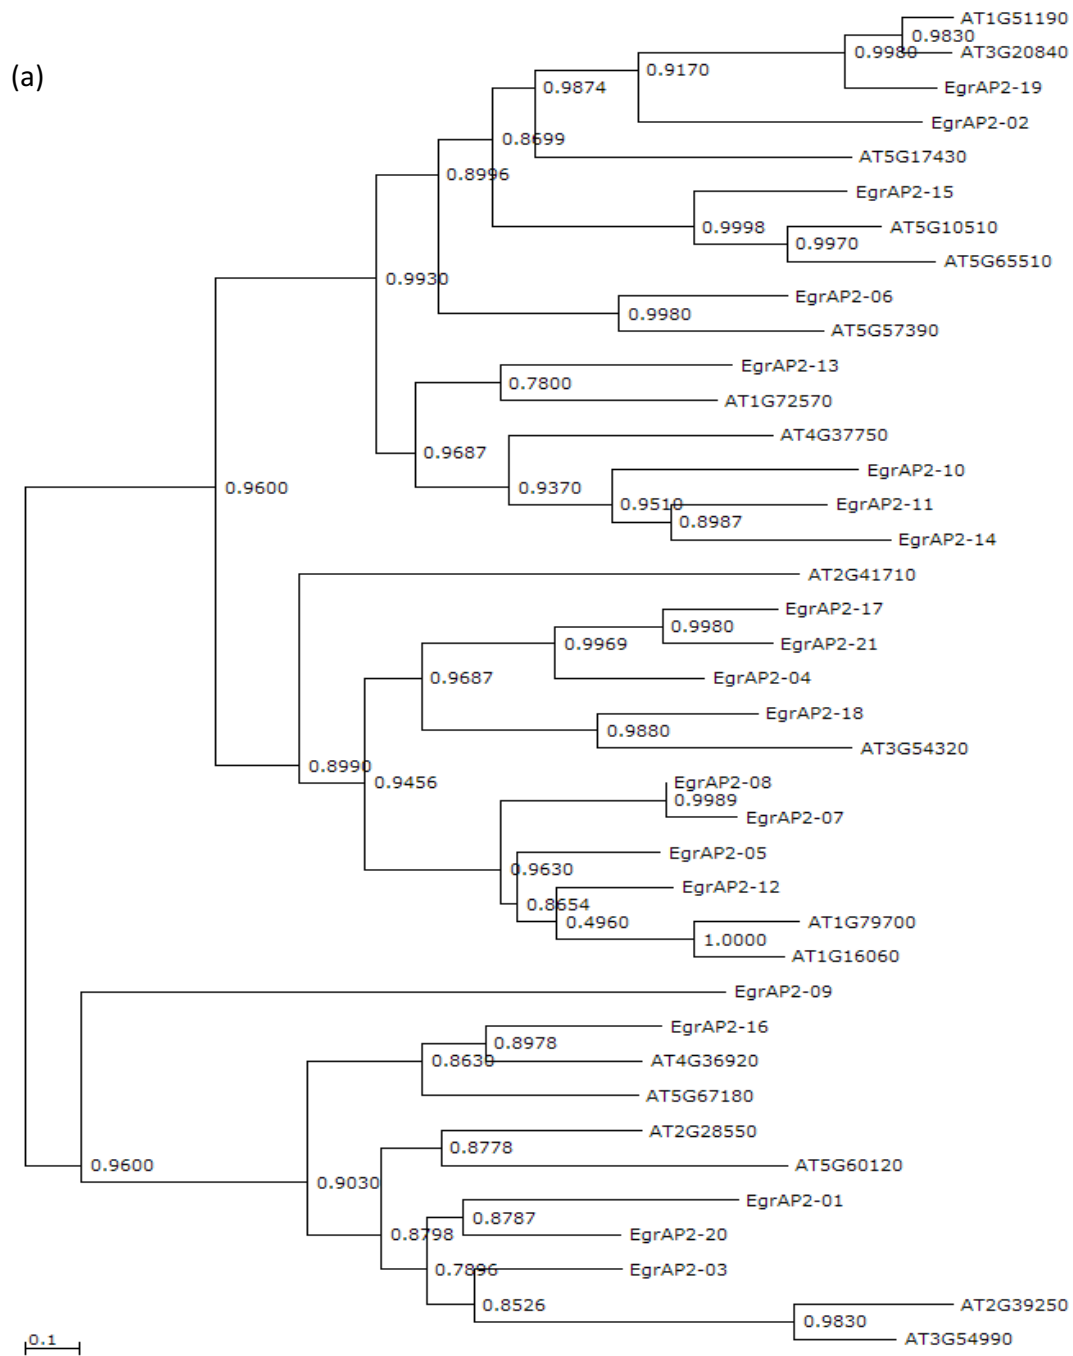 AT1G51190
0.9830
(a)
0.9980
AT3G20840
0.9170
0.9874
EgrAP2-19
EgrAP2-02
0.8699
AT5G17430
0.8996
EgrAP2-15
0.9998
AT5G10510
0.9970
AT5G65510
0.9930
EgrAP2-06
0.9980
AT5G57390
EgrAP2-13
0.7800
AT1G72570
AT4G37750
0.9687
EgrAP2-10
0.9600
0.9370
0.9510
EgrAP2-11
0.8987
EgrAP2-14
AT2G41710
EgrAP2-17
0.9980
0.9969
EgrAP2-21
0.9687
EgrAP2-04
EgrAP2-18
0.9880
AT3G54320
0.8990
0.9456
EgrAP2-08
0.9989
EgrAP2-07
EgrAP2-05
0.9630
EgrAP2-12
0.8654
0.4960
AT1G79700
1.0000
AT1G16060
EgrAP2-09
EgrAP2-16
0.8978
0.8630
AT4G36920
AT5G67180
AT2G28550
0.8778
0.9600
AT5G60120
0.9030
EgrAP2-01
0.8787
0.8798
EgrAP2-20
0.7896
EgrAP2-03
0.8526
AT2G39250
0.9830
0.1
AT3G54990